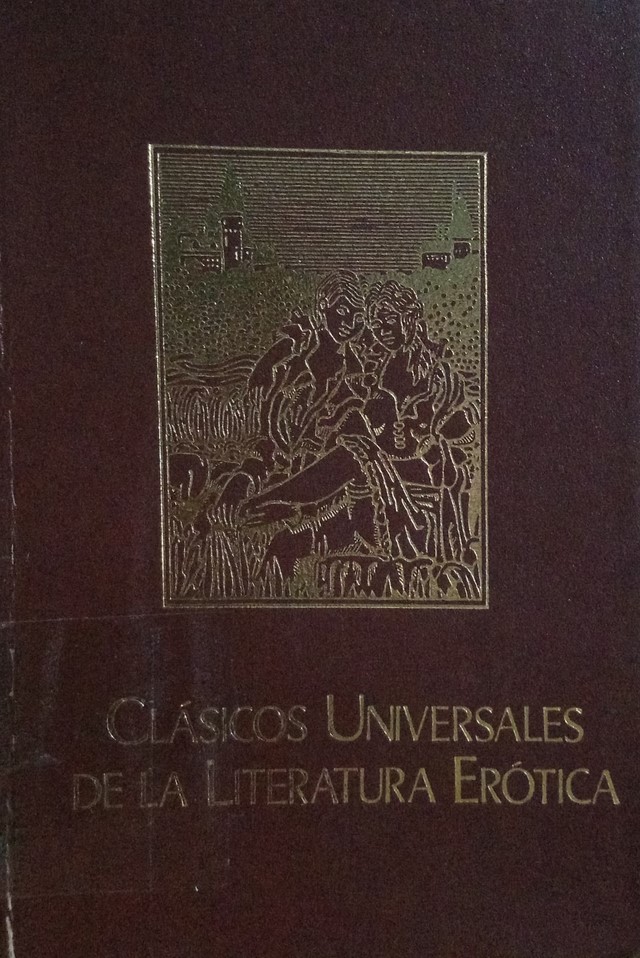 CLÁSICOS UNIVERSALES
DE LA LITERATURA ERÓTICA